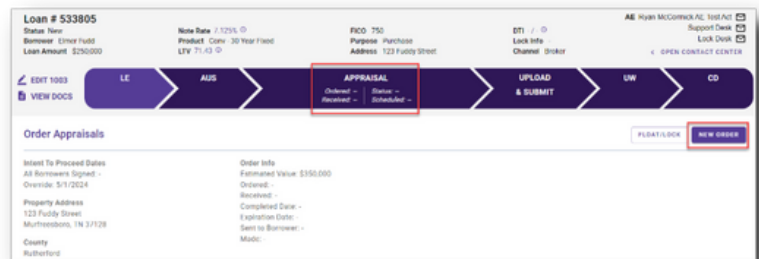 Loan # 533805
Status New
Borrower Elmer Fudd
Loan Amount $250,000
Note Rate 7.125%
Product Conv - 30 Year Fixed
LTV 71.43
FICO 750
Purpose Purchase
Address 123 Fuddy Street
DTI - / -
Lock Info -
Channel Broker
AE Ryan McCormick AE Test Act
Support Desk
Lock Desk
< OPEN CONTACT CENTER
EDIT 1003
VIEW DOCS
LE
AUS
APPRAISAL
Ordered: -- Status: --
Received: -- Scheduled: --
UPLOAD
& SUBMIT
UW
CD
Order Appraisals
FLOAT/LOCK
NEW ORDER
Intent To Proceed Dates
All Borrowers Signed: -
Override: 5/1/2024
Property Address
123 Fuddy Street
Murfreesboro, TN 37128
County
Rutherford
Order Info
Estimated Value: $350,000
Ordered: -
Received: -
Completed Date: -
Expiration Date: -
Sent to Borrower: -
Mode: -